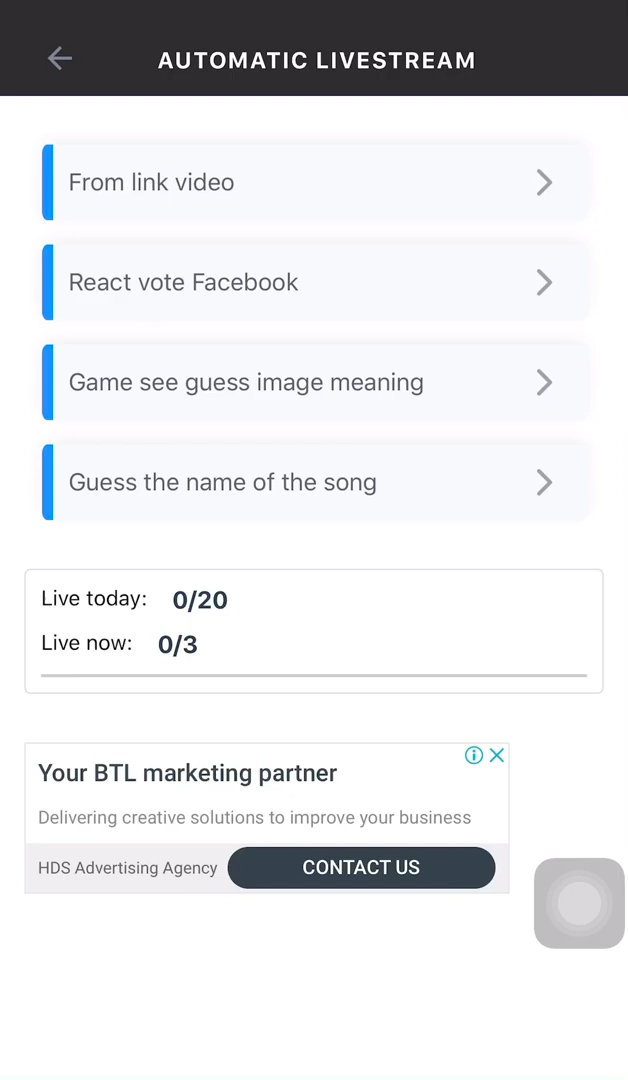 AUTOMATIC LIVESTREAM
From link video
React vote Facebook
Game see guess image meaning
Guess the name of the song
Live today: 0/20
Live now: 0/3
Your BTL marketing partner
Delivering creative solutions to improve your business
HDS Advertising Agency CONTACT US